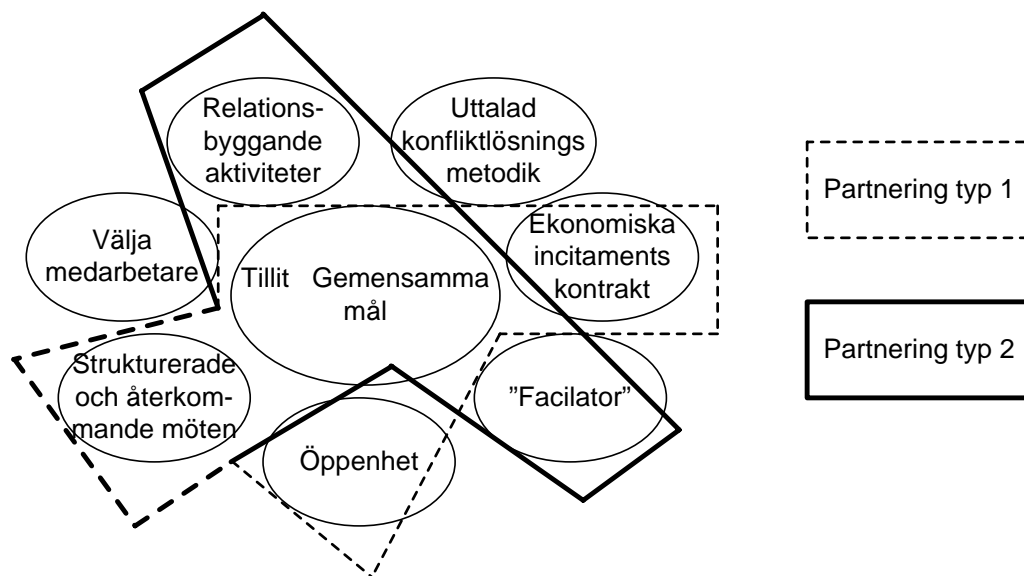 Relations-
byggande
aktiviteter
Uttalad
konfliktlösnings
metodik
Partnering typ 1
Välja
medarbetare
Tillit Gemensamma
mål
Ekonomiska
incitaments
kontrakt
Partnering typ 2
Strukturerade
och återkom-
mande möten
Öppenhet
”Facilator”